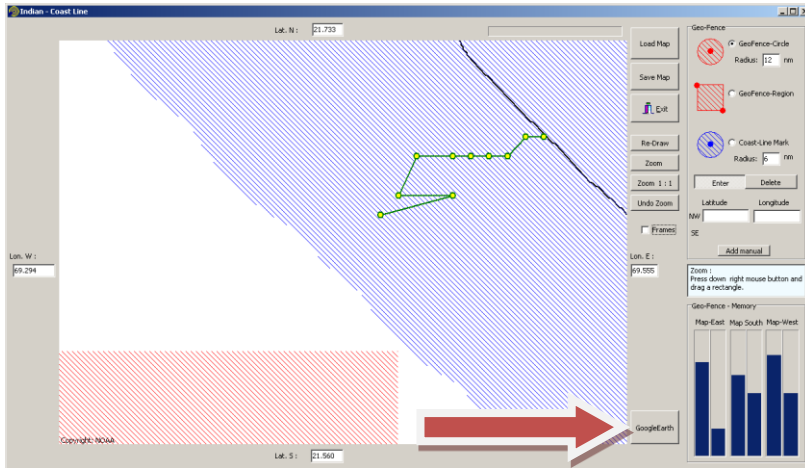 Indian - Coast Line
Lat. N : 21.733
Lon. W :
69.294
Copyright: NOAA
Lat. S : 21.560
Load Map
Save Map
Exit
Re-Draw
Zoom
Zoom 1 : 1
Undo Zoom
Frames
Lon. E :
69.555
GoogleEarth
Geo-Fence
GeoFence-Circle
Radius: 12 nm
GeoFence-Region
Coast-Line Mark
Radius: 6 nm
Enter Delete
Latitude Longitude
NW
SE
Add manual
Zoom :
Press down right mouse button and
drag a rectangle.
Geo-Fence - Memory
Map-East Map South Map-West